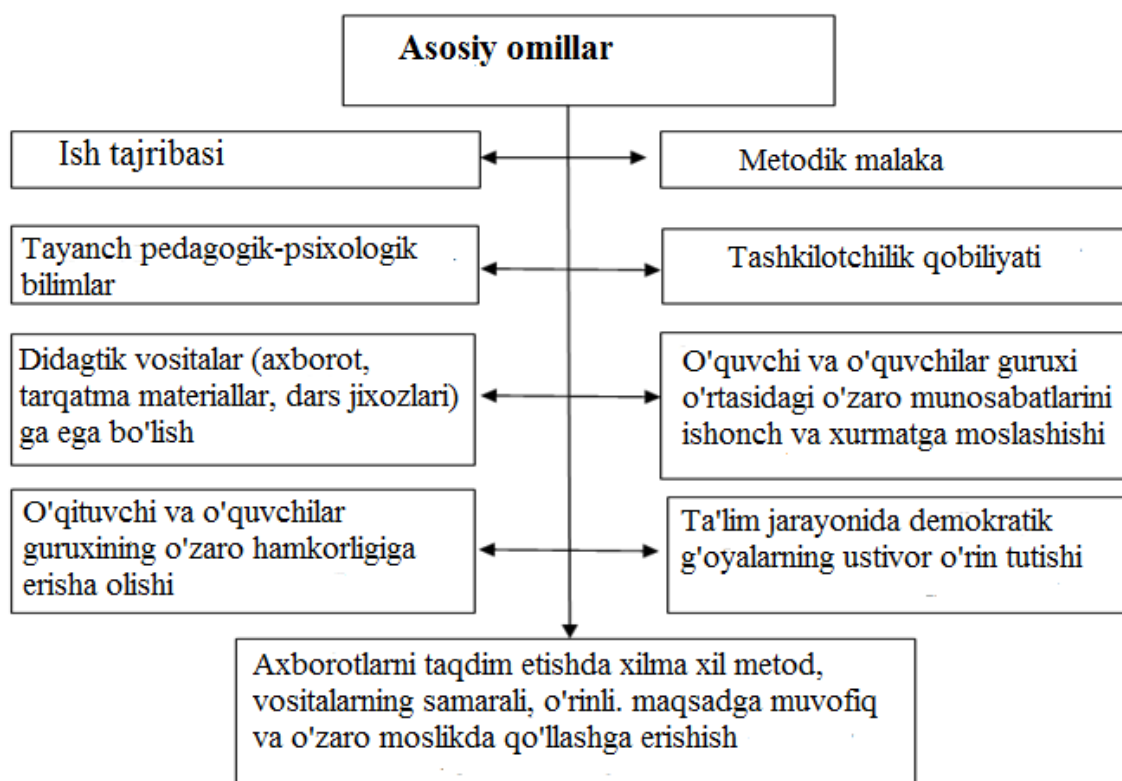 Asosiy omillar
Ish tajribasi
Metodik malaka
Tayanch pedagogik-psixologik
bilimlar
Tashkilotchilik qobiliyati
Didagtik vositalar (axborot,
tarqatma materiallar, dars jixozlari)
ga ega bo'lish
O'quvchi va o'quvchilar guruxi
o'rtasidagi o'zaro munosabatlarini
ishonch va xurmatga moslashishi
O'qituvchi va o'quvchilar
guruxining o'zaro hamkorligiga
erisha olishi
Ta'lim jarayonida demokratik
g'oyalarning ustivor o'rin tutishi
Axborotlarni taqdim etishda xilma xil metod,
vositalarning samarali, o'rinli. maqsadga muvofiq
va o'zaro moslikda qo'llashga erishish